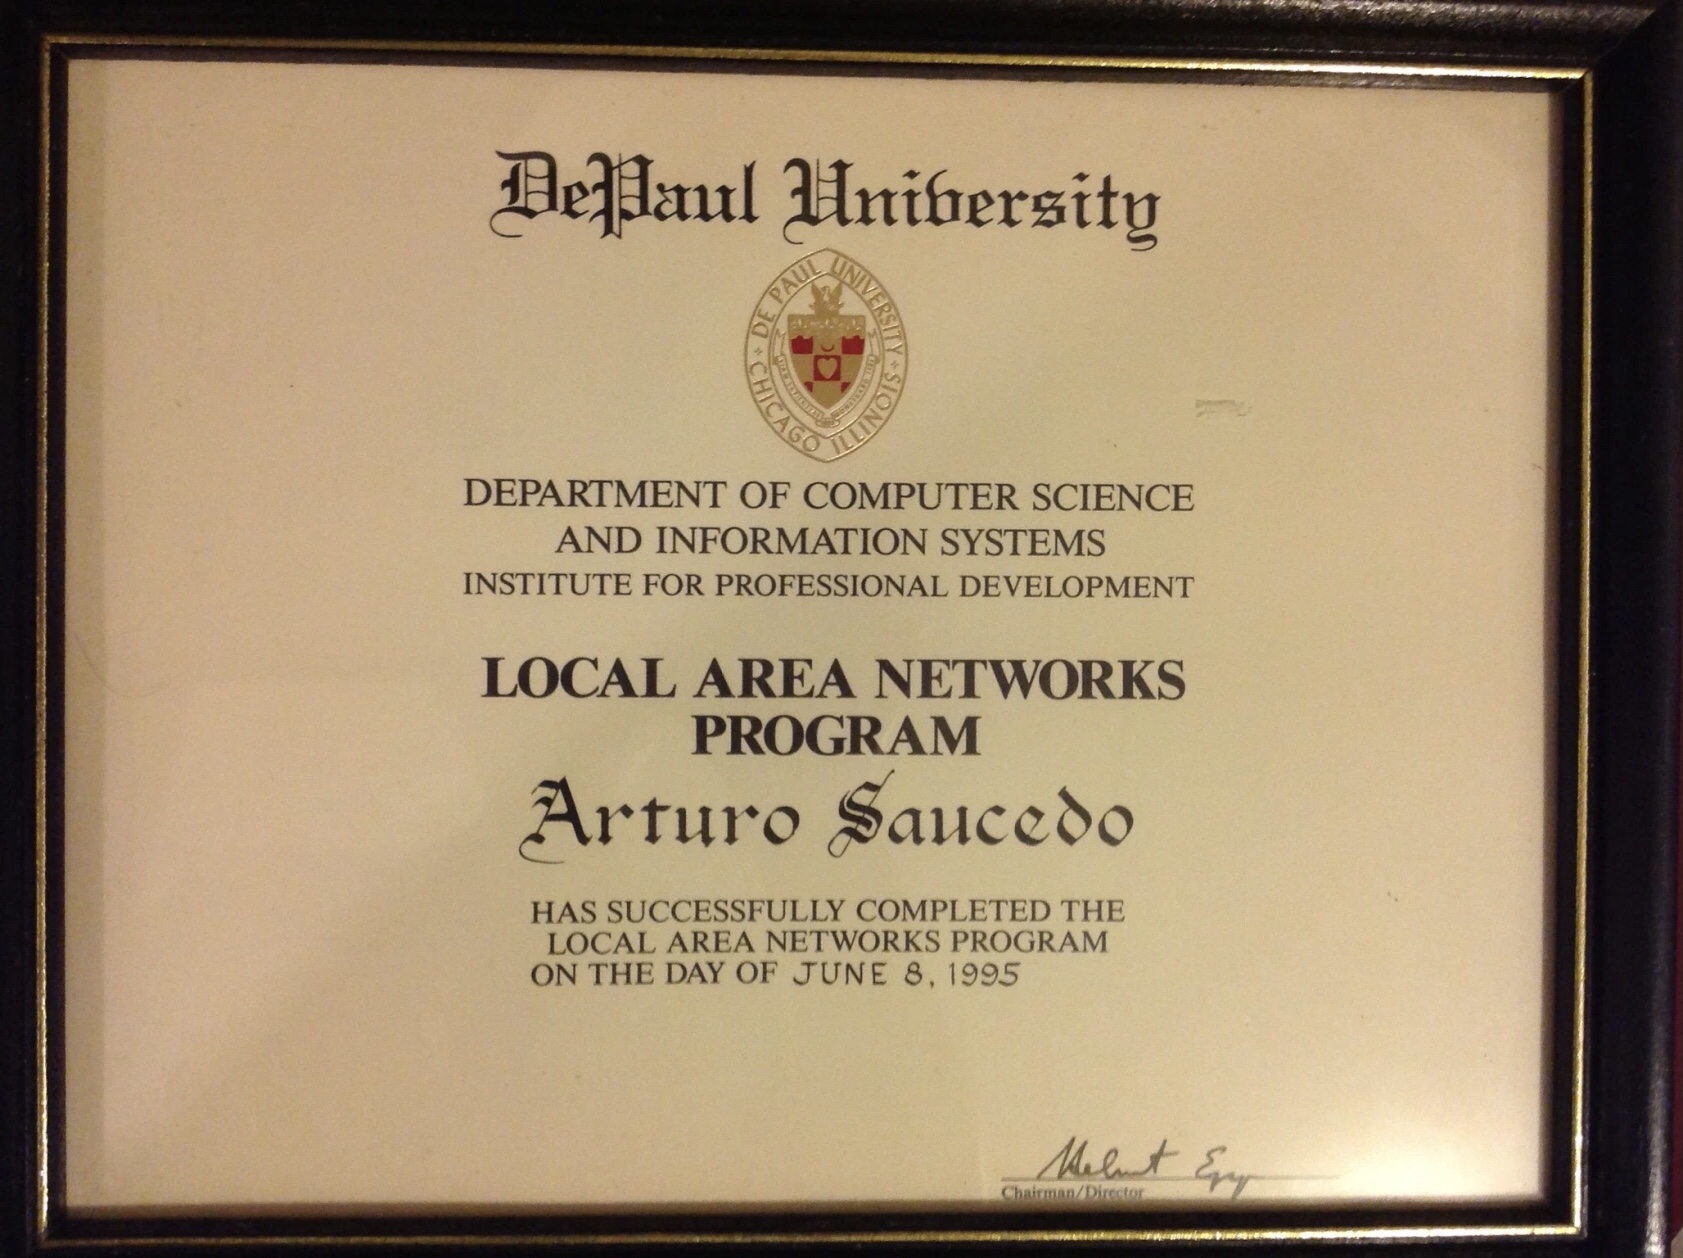 DePaul University
DE PAUL UNIVERSITY
CHICAGO ILLINOIS
DEPARTMENT OF COMPUTER SCIENCE
AND INFORMATION SYSTEMS
INSTITUTE FOR PROFESSIONAL DEVELOPMENT
LOCAL AREA NETWORKS
PROGRAM
Arturo Saucedo
HAS SUCCESSFULLY COMPLETED THE
LOCAL AREA NETWORKS PROGRAM
ON THE DAY OF JUNE 8, 1995
Helmut Epp
Chairman/Director